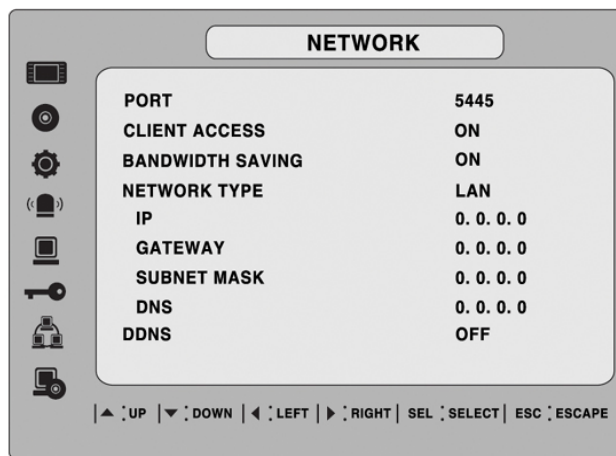 NETWORK
PORT 5445
CLIENT ACCESS ON
BANDWIDTH SAVING ON
NETWORK TYPE LAN
IP 0. 0. 0. 0
GATEWAY 0. 0. 0. 0
SUBNET MASK 0. 0. 0. 0
DNS 0. 0. 0. 0
DDNS OFF
|▲ : UP |▼ : DOWN |◀ : LEFT |▶ : RIGHT | SEL : SELECT | ESC : ESCAPE